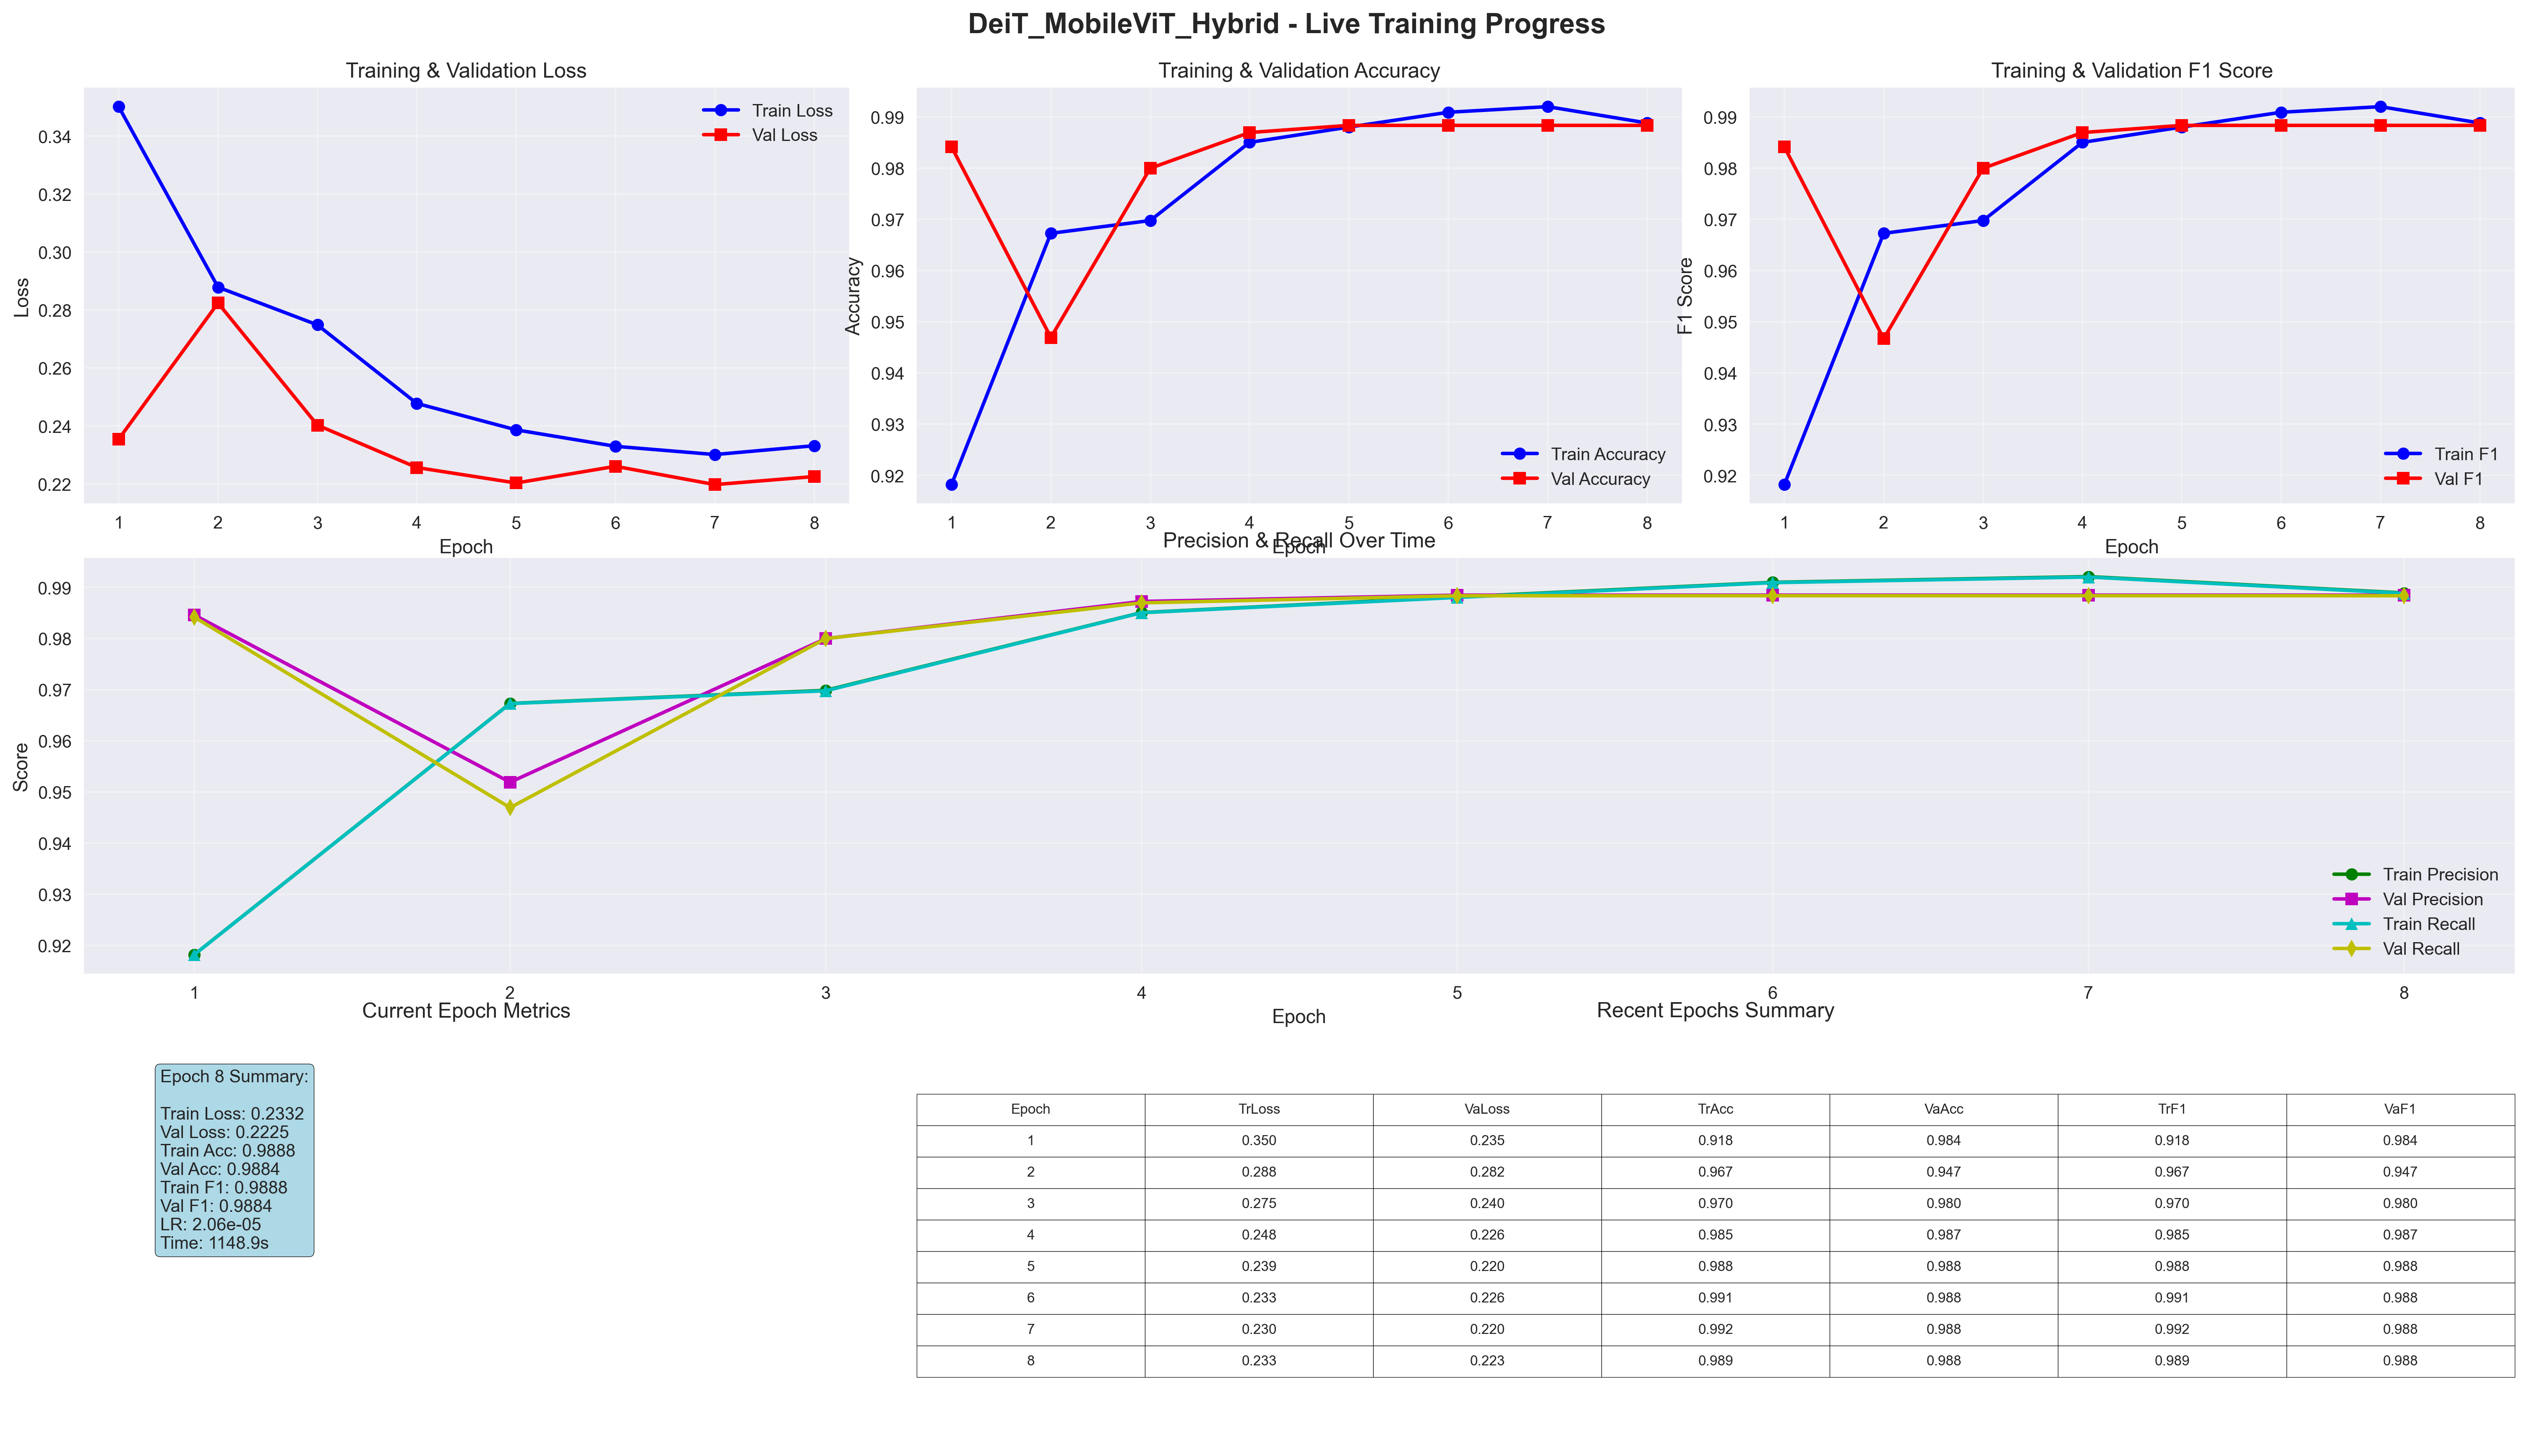 DeiT_MobileViT_Hybrid - Live Training Progress
Training & Validation Loss
0.34
0.32
0.30
0.28
0.26
0.24
0.22
Loss
1 2 3 4 5 6 7 8
Epoch
Train Loss
Val Loss
Training & Validation Accuracy
0.99
0.98
0.97
0.96
0.95
0.94
0.93
0.92
Accuracy
1 2 3 4 5 6 7 8
Epoch
Train Accuracy
Val Accuracy
Training & Validation F1 Score
0.99
0.98
0.97
0.96
0.95
0.94
0.93
0.92
F1 Score
1 2 3 4 5 6 7 8
Epoch
Train F1
Val F1
Precision & Recall Over Time
0.99
0.98
0.97
0.96
0.95
0.94
0.93
0.92
Score
1 2 3 4 5 6 7 8
Epoch
Train Precision
Val Precision
Train Recall
Val Recall
Current Epoch Metrics
Epoch 8 Summary:
Train Loss: 0.2332
Val Loss: 0.2225
Train Acc: 0.9888
Val Acc: 0.9884
Train F1: 0.9888
Val F1: 0.9884
LR: 2.06e-05
Time: 1148.9s
Recent Epochs Summary
Epoch TrLoss VaLoss TrAcc VaAcc TrF1 VaF1
1 0.350 0.235 0.918 0.984 0.918 0.984
2 0.288 0.282 0.967 0.947 0.967 0.947
3 0.275 0.240 0.970 0.980 0.970 0.980
4 0.248 0.226 0.985 0.987 0.985 0.987
5 0.239 0.220 0.988 0.988 0.988 0.988
6 0.233 0.226 0.991 0.988 0.991 0.988
7 0.230 0.220 0.992 0.988 0.992 0.988
8 0.233 0.223 0.989 0.988 0.989 0.988